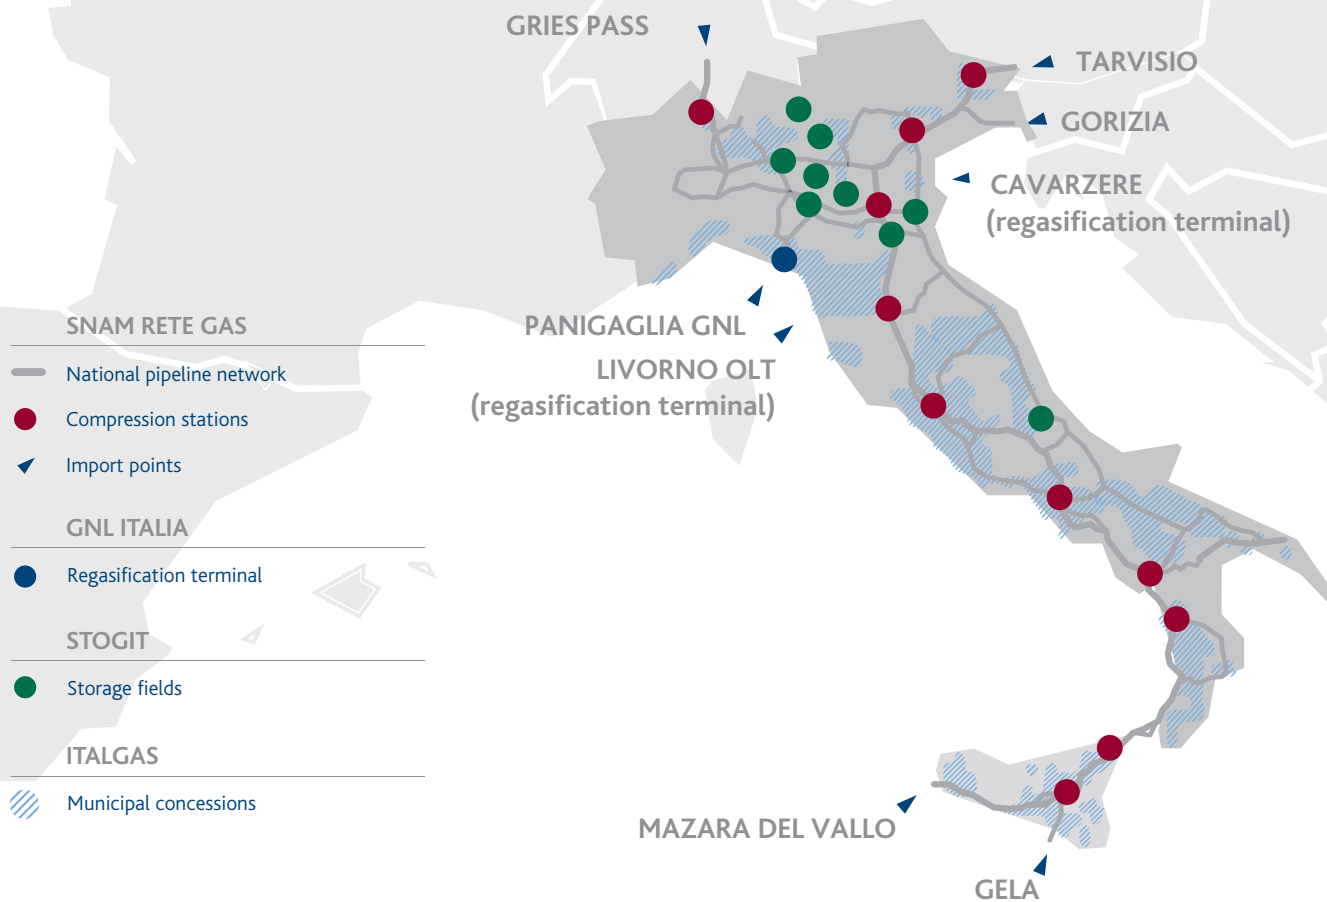 GRIES PASS
TARVISIO
GORIZIA
CAVARZERE
(regasification terminal)
PANIGAGLIA GNL
LIVORNO OLT
(regasification terminal)
SNAM RETE GAS
National pipeline network
Compression stations
Import points
GNL ITALIA
Regasification terminal
STOGIT
Storage fields
ITALGAS
Municipal concessions
MAZARA DEL VALLO
GELA